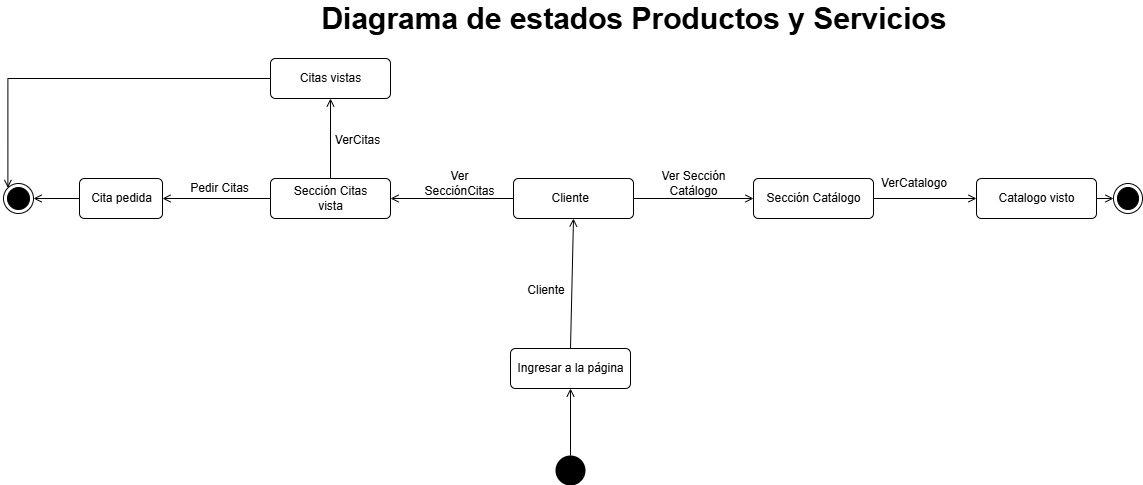 Diagrama de estados Productos y Servicios
Citas vistas
VerCitas
Cita pedida
Pedir Citas
Sección Citas
vista
Ver
SecciónCitas
Cliente
Ver Sección
Catálogo
Sección Catálogo
VerCatalogo
Catalogo visto
Cliente
Ingresar a la página